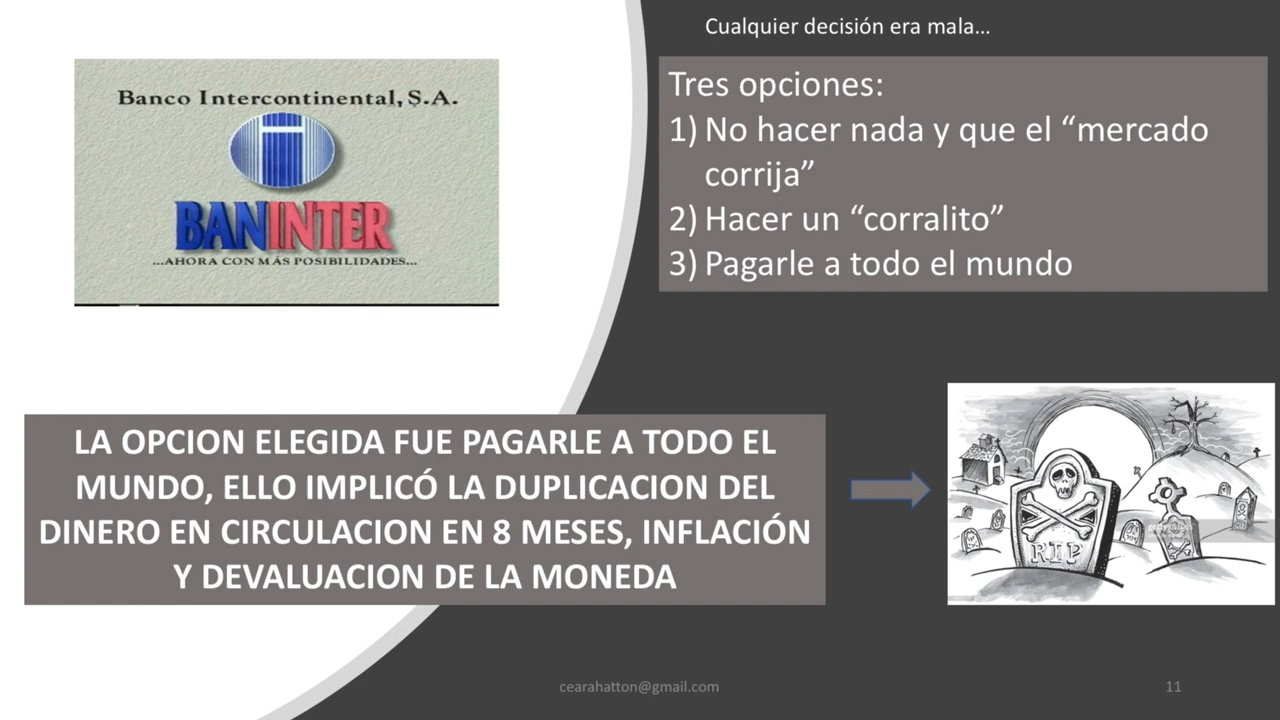 Cualquier decisión era mala...
Banco Intercontinental, S.A.
BANINTER
...AHORA CON MÁS POSIBILIDADES...
Tres opciones:
1) No hacer nada y que el “mercado
corrija”
2) Hacer un “corralito”
3) Pagarle a todo el mundo
LA OPCION ELEGIDA FUE PAGARLE A TODO EL
MUNDO, ELLO IMPLICÓ LA DUPLICACION DEL
DINERO EN CIRCULACION EN 8 MESES, INFLACIÓN
Y DEVALUACION DE LA MONEDA
RIP
cearahatton@gmail.com
11